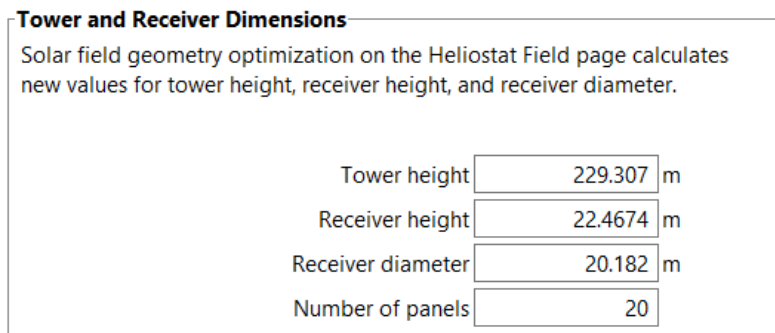 Tower and Receiver Dimensions
Solar field geometry optimization on the Heliostat Field page calculates
new values for tower height, receiver height, and receiver diameter.
Tower height 229.307 m
Receiver height 22.4674 m
Receiver diameter 20.182 m
Number of panels 20